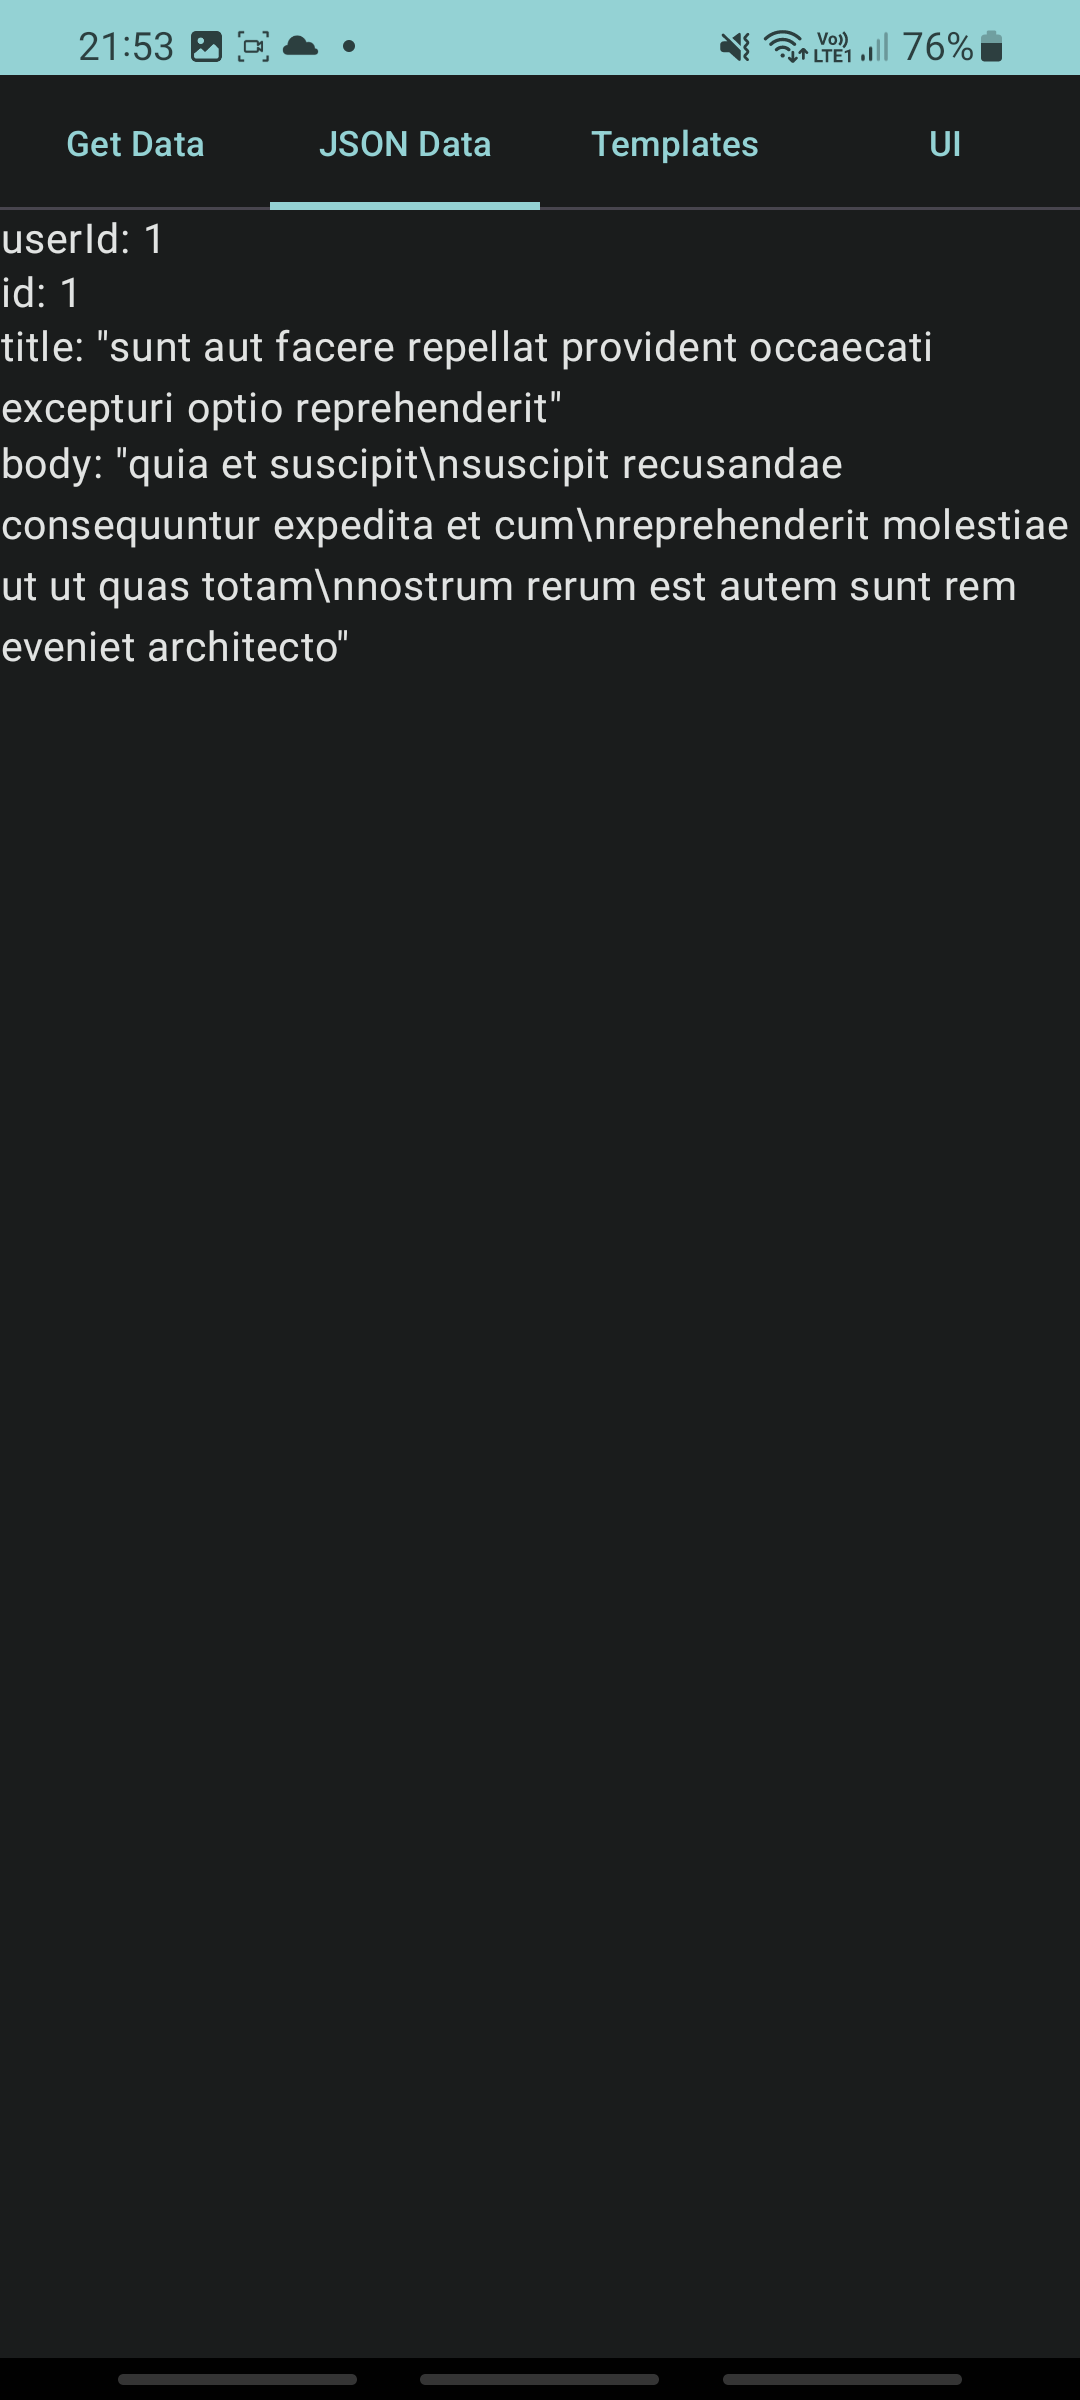 21:53 Vo)) LTE1 76%
Get Data JSON Data Templates UI
userId: 1
id: 1
title: "sunt aut facere repellat provident occaecati
excepturi optio reprehenderit"
body: "quia et suscipit\nsuscipit recusandae
consequuntur expedita et cum\nreprehenderit molestiae
ut ut quas totam\nnostrum rerum est autem sunt rem
eveniet architecto"